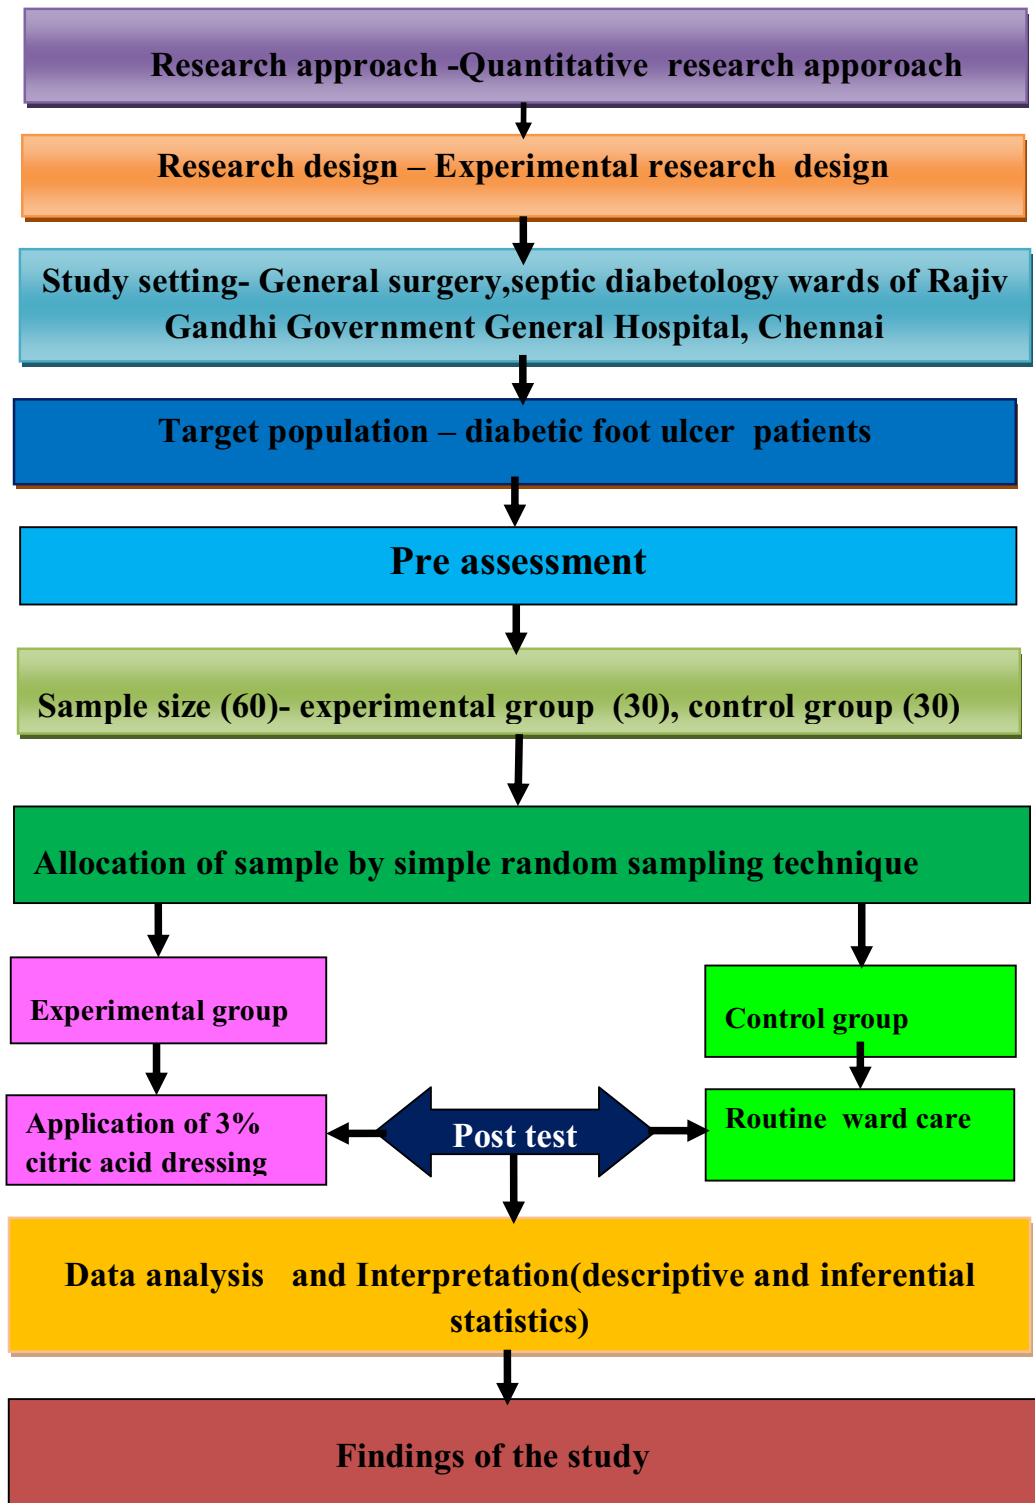 Research approach -Quantitative  research apporoach
Research design – Experimental research  design
Study setting- General surgery,septic diabetology wards of Rajiv
Gandhi Government General Hospital, Chennai
Target population – diabetic foot ulcer  patients
Pre assessment
Sample size (60)- experimental group  (30), control group (30)
Allocation of sample by simple random sampling technique
Experimental group
Control group
Application of 3%
citric acid dressing
Post test
Routine  ward care
Data analysis   and Interpretation(descriptive and inferential
statistics)
Findings of the study